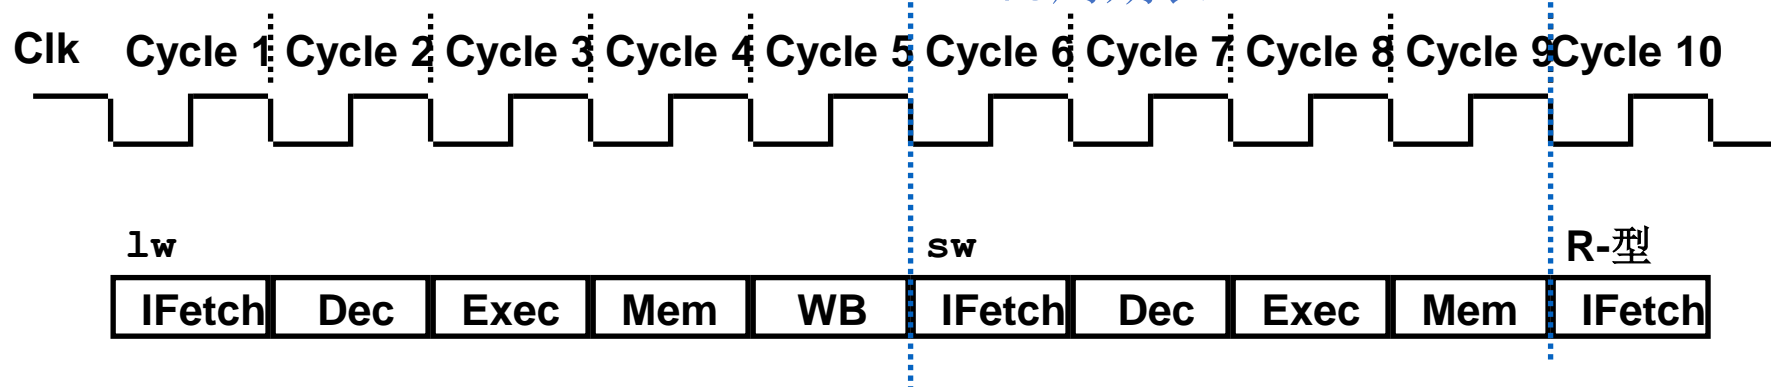 Clk Cycle 1 Cycle 2 Cycle 3 Cycle 4 Cycle 5 Cycle 6 Cycle 7 Cycle 8 Cycle 9 Cycle 10
lw sw R-型
IFetch Dec Exec Mem WB IFetch Dec Exec Mem IFetch